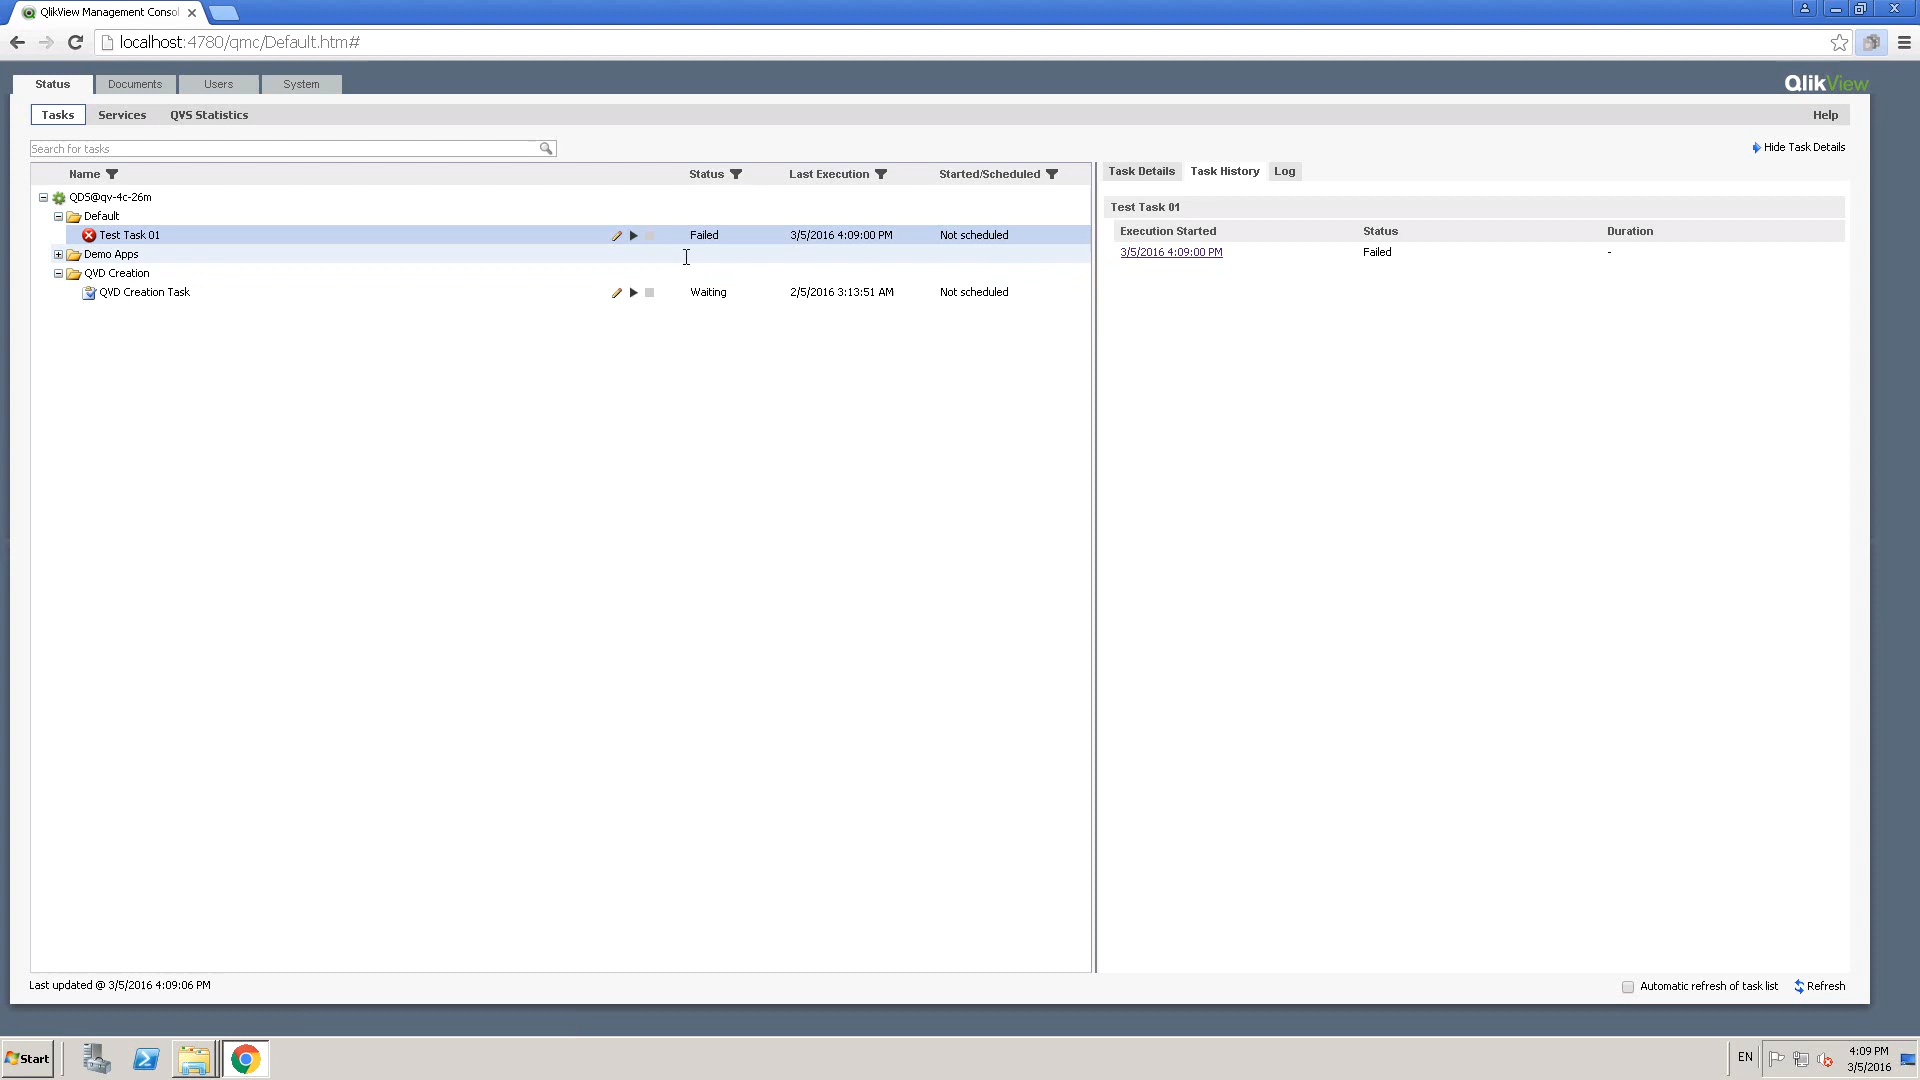 QlikView Management Consol
localhost:4780/qmc/Default.htm#
Status Documents Users System QlikView
Tasks Services QVS Statistics Help
Search for tasks Hide Task Details
Name Status Last Execution Started/Scheduled Task Details Task History Log
QDS@qv-4c-26m
Default Test Task 01
Test Task 01 Failed 3/5/2016 4:09:00 PM Not scheduled Execution Started Status Duration
Demo Apps 3/5/2016 4:09:00 PM Failed -
QVD Creation
QVD Creation Task Waiting 2/5/2016 3:13:51 AM Not scheduled
Last updated @ 3/5/2016 4:09:06 PM Automatic refresh of task list Refresh
Start EN 4:09 PM
3/5/2016